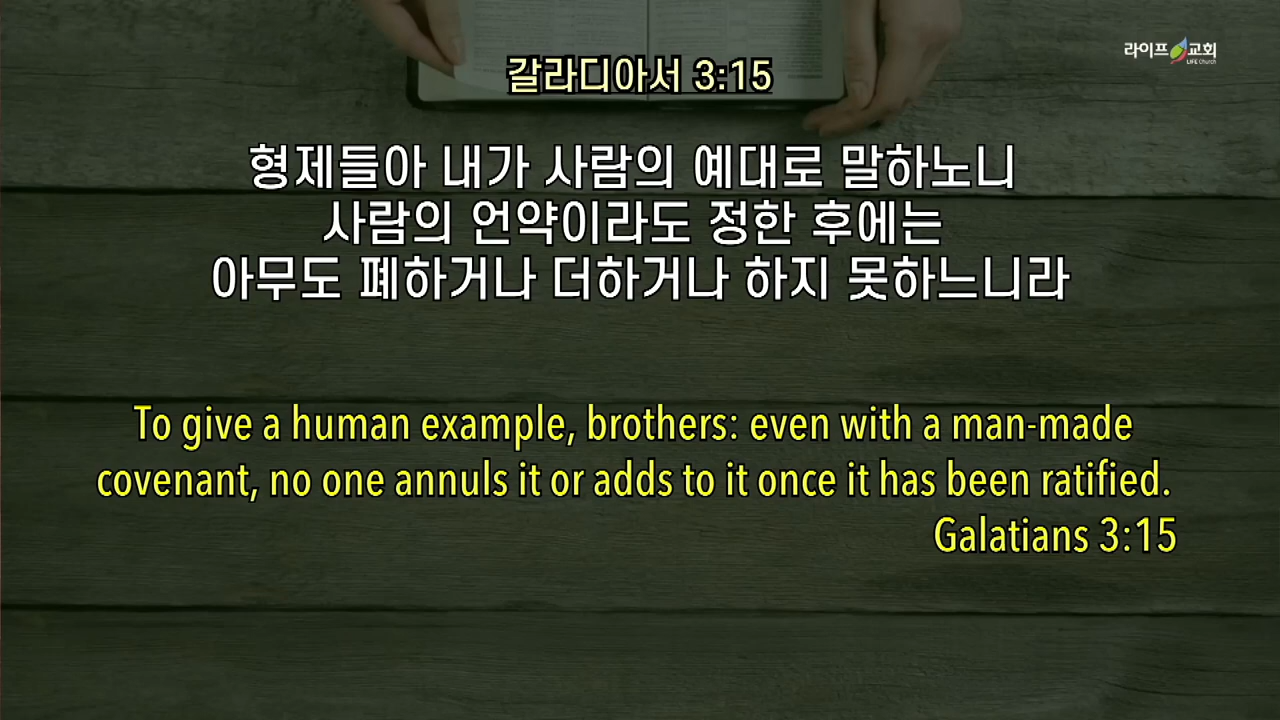 라이프 교회
LIFE Church
갈라디아서 3:15
형제들아 내가 사람의 예대로 말하노니
사람의 언약이라도 정한 후에는
아무도 폐하거나 더하거나 하지 못하느니라
To give a human example, brothers: even with a man-made
covenant, no one annuls it or adds to it once it has been ratified.
Galatians 3:15